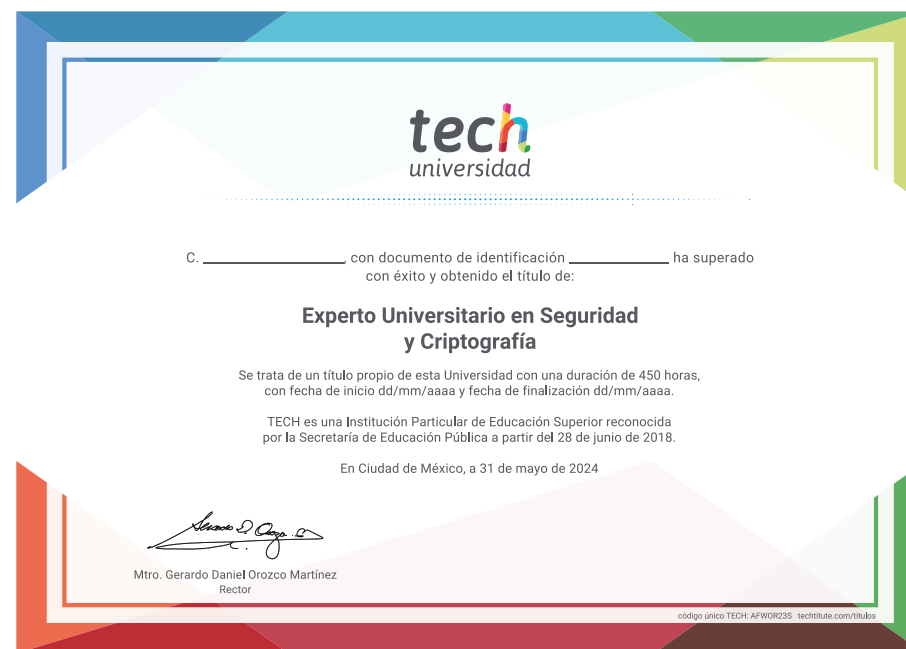 tech
universidad
C. ____________________, con documento de identificación ______________ ha superado
con éxito y obtenido el título de:
Experto Universitario en Seguridad
y Criptografía
Se trata de un título propio de esta Universidad con una duración de 450 horas,
con fecha de inicio dd/mm/aaaa y fecha de finalización dd/mm/aaaa.
TECH es una Institución Particular de Educación Superior reconocida
por la Secretaría de Educación Pública a partir del 28 de junio de 2018.
En Ciudad de México, a 31 de mayo de 2024
Mtro. Gerardo Daniel Orozco Martínez
Rector
código único TECH: AFWOR23S techtitute.com/titulos